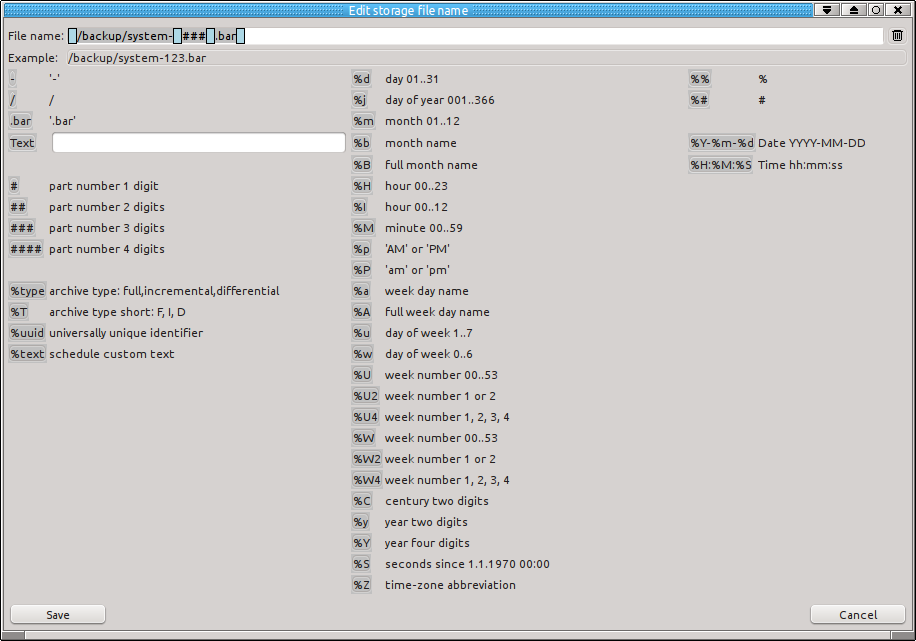 Edit storage file name
File name: /backup/system-###.bar
Example: /backup/system-123.bar
- '-'
/ /
.bar '.bar'
Text
# part number 1 digit
## part number 2 digits
### part number 3 digits
#### part number 4 digits
%type archive type: full,incremental,differential
%T archive type short: F, I, D
%uuid universally unique identifier
%text schedule custom text
%d day 01..31
%j day of year 001..366
%m month 01..12
%b month name
%B full month name
%H hour 00..23
%I hour 00..12
%M minute 00..59
%p 'AM' or 'PM'
%P 'am' or 'pm'
%a week day name
%A full week day name
%u day of week 1..7
%w day of week 0..6
%U week number 00..53
%U2 week number 1 or 2
%U4 week number 1, 2, 3, 4
%W week number 00..53
%W2 week number 1 or 2
%W4 week number 1, 2, 3, 4
%C century two digits
%y year two digits
%Y year four digits
%S seconds since 1.1.1970 00:00
%Z time-zone abbreviation
%% %
%# #
%Y-%m-%d Date YYYY-MM-DD
%H:%M:%S Time hh:mm:ss
Save
Cancel